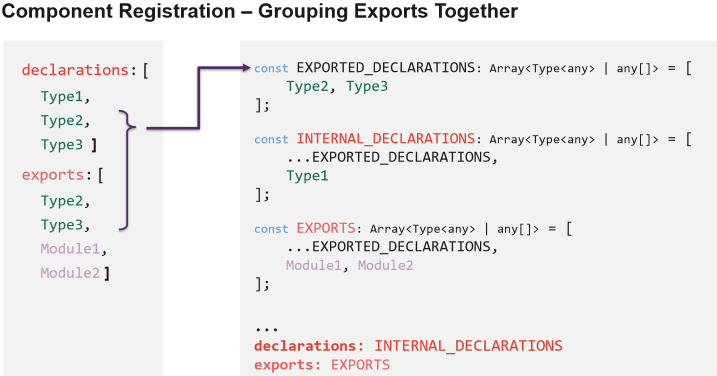 Component Registration – Grouping Exports Together
declarations: [
Type1,
Type2,
Type3 ]
exports: [
Type2,
Type3,
Module1,
Module2 ]
const EXPORTED_DECLARATIONS: Array<Type<any> | any[]> = [
Type2, Type3
];
const INTERNAL_DECLARATIONS: Array<Type<any> | any[]> = [
...EXPORTED_DECLARATIONS,
Type1
];
const EXPORTS: Array<Type<any> | any[]> = [
...EXPORTED_DECLARATIONS,
Module1, Module2
];
...
declarations: INTERNAL_DECLARATIONS
exports: EXPORTS